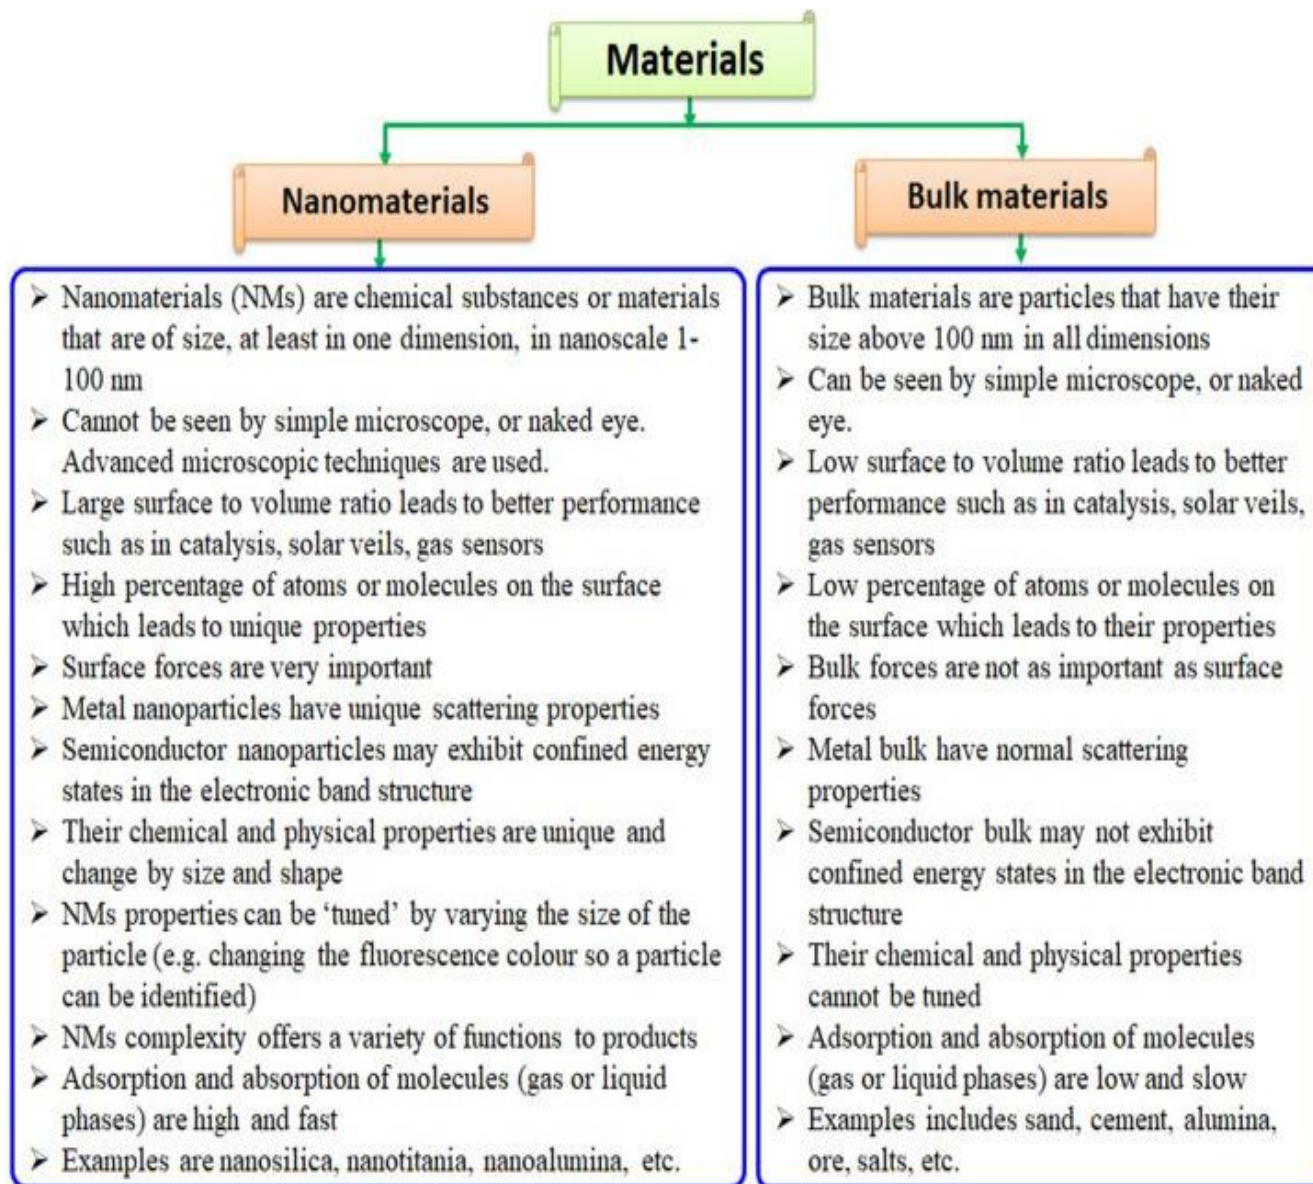 Materials
Nanomaterials
Bulk materials
➢ Nanomaterials (NMs) are chemical substances or materials
that are of size, at least in one dimension, in nanoscale 1-
100 nm
➢ Cannot be seen by simple microscope, or naked eye.
Advanced microscopic techniques are used.
➢ Large surface to volume ratio leads to better performance
such as in catalysis, solar veils, gas sensors
➢ High percentage of atoms or molecules on the surface
which leads to unique properties
➢ Surface forces are very important
➢ Metal nanoparticles have unique scattering properties
➢ Semiconductor nanoparticles may exhibit confined energy
states in the electronic band structure
➢ Their chemical and physical properties are unique and
change by size and shape
➢ NMs properties can be ‘tuned’ by varying the size of the
particle (e.g. changing the fluorescence colour so a particle
can be identified)
➢ NMs complexity offers a variety of functions to products
➢ Adsorption and absorption of molecules (gas or liquid
phases) are high and fast
➢ Examples are nanosilica, nanotitania, nanoalumina, etc.
➢ Bulk materials are particles that have their
size above 100 nm in all dimensions
➢ Can be seen by simple microscope, or naked
eye.
➢ Low surface to volume ratio leads to better
performance such as in catalysis, solar veils,
gas sensors
➢ Low percentage of atoms or molecules on
the surface which leads to their properties
➢ Bulk forces are not as important as surface
forces
➢ Metal bulk have normal scattering
properties
➢ Semiconductor bulk may not exhibit
confined energy states in the electronic band
structure
➢ Their chemical and physical properties
cannot be tuned
➢ Adsorption and absorption of molecules
(gas or liquid phases) are low and slow
➢ Examples includes sand, cement, alumina,
ore, salts, etc.